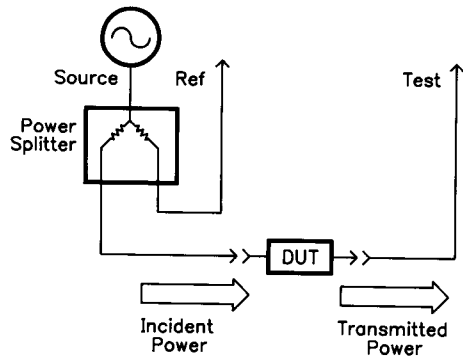 Source
Ref
Test
Power
Splitter
DUT
Incident
Power
Transmitted
Power